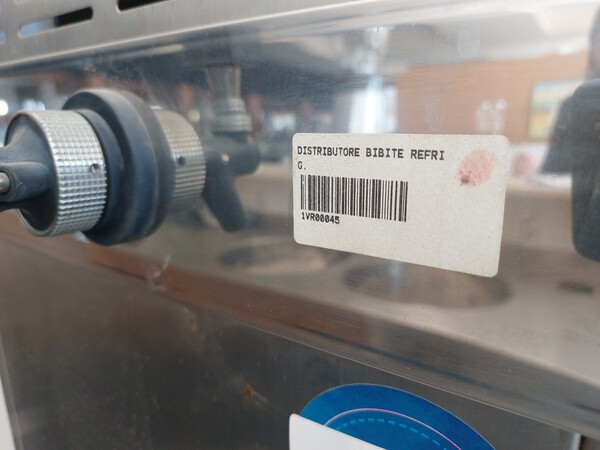 DISTRIBUTORE BIBITE REFRI
G.
1VR00045